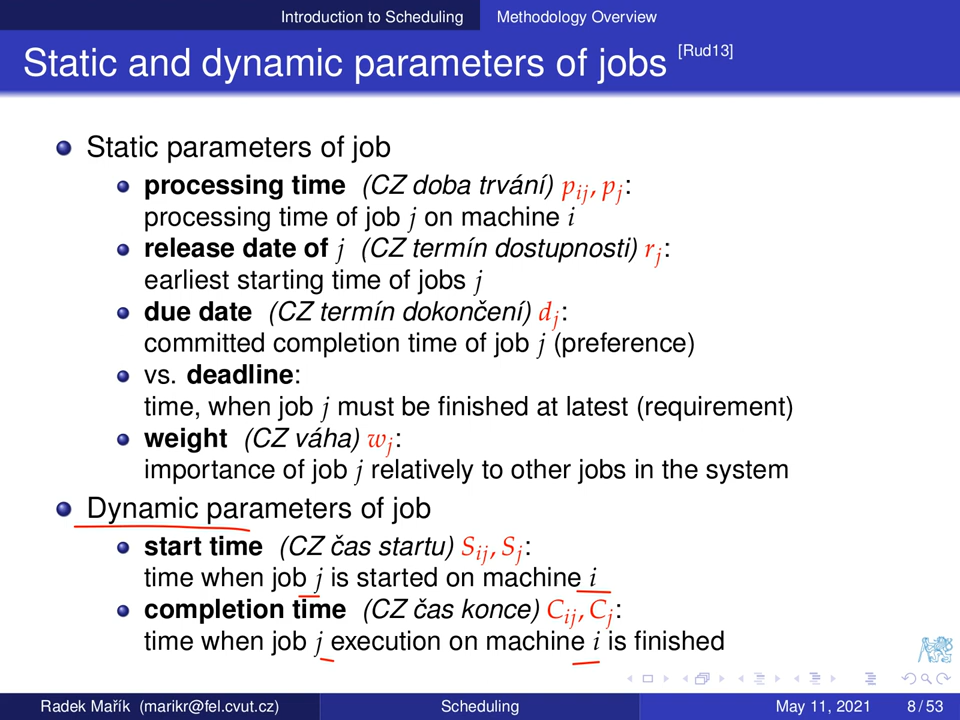 Introduction to Scheduling Methodology Overview
Static and dynamic parameters of jobs [Rud13]
Static parameters of job
processing time (CZ doba trvání) pij, pj:
processing time of job j on machine i
release date of j (CZ termín dostupnosti) rj:
earliest starting time of jobs j
due date (CZ termín dokončení) dj:
committed completion time of job j (preference)
vs. deadline:
time, when job j must be finished at latest (requirement)
weight (CZ váha) wj:
importance of job j relatively to other jobs in the system
Dynamic parameters of job
start time (CZ čas startu) Sij, Sj:
time when job j is started on machine i
completion time (CZ čas konce) Cij, Cj:
time when job j execution on machine i is finished
Radek Mařík (marikr@fel.cvut.cz) Scheduling May 11, 2021 8 / 53